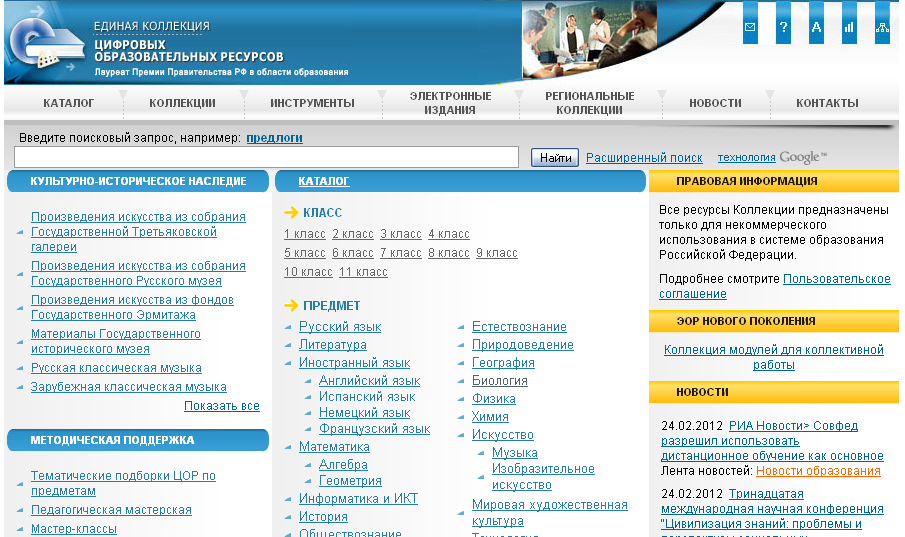 ЕДИНАЯ КОЛЛЕКЦИЯ
ЦИФРОВЫХ
ОБРАЗОВАТЕЛЬНЫХ РЕСУРСОВ
Лауреат Премии Правительства РФ в области образования
? A
КАТАЛОГ КОЛЛЕКЦИИ ИНСТРУМЕНТЫ ЭЛЕКТРОННЫЕ ИЗДАНИЯ РЕГИОНАЛЬНЫЕ КОЛЛЕКЦИИ НОВОСТИ КОНТАКТЫ
Введите поисковый запрос, например: предлоги
Найти Расширенный поиск технология Google™
КУЛЬТУРНО-ИСТОРИЧЕСКОЕ НАСЛЕДИЕ
Произведения искусства из собрания
Государственной Третьяковской
галереи
Произведения искусства из собрания
Государственного Русского музея
Произведения искусства из фондов
Государственного Эрмитажа
Материалы Государственного
исторического музея
Русская классическая музыка
Зарубежная классическая музыка
Показать все
МЕТОДИЧЕСКАЯ ПОДДЕРЖКА
Тематические подборки ЦОР по
предметам
Педагогическая мастерская
Мастер-классы
КАТАЛОГ
КЛАСС
1 класс 2 класс 3 класс 4 класс
5 класс 6 класс 7 класс 8 класс 9 класс
10 класс 11 класс
ПРЕДМЕТ
Русский язык
Литература
Иностранный язык
Английский язык
Испанский язык
Немецкий язык
Французский язык
Математика
Алгебра
Геометрия
Информатика и ИКТ
История
Обществознание
Естествознание
Природоведение
География
Биология
Физика
Химия
Искусство
Музыка
Изобразительное
искусство
Мировая художественная
культура
ПРАВОВАЯ ИНФОРМАЦИЯ
Все ресурсы Коллекции предназначены
только для некоммерческого
использования в системе образования
Российской Федерации.
Подробнее смотрите Пользовательское
соглашение
ЭОР НОВОГО ПОКОЛЕНИЯ
Коллекция модулей для коллективной
работы
НОВОСТИ
24.02.2012 РИА Новости> Совфед
разрешил использовать
дистанционное обучение как основное
Лента новостей: Новости образования
24.02.2012 Тринадцатая
международная научная конференция
"Цивилизация знаний: проблемы и